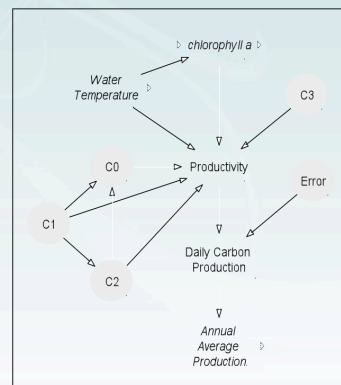 chlorophyll a
Water
Temperature
C3
C0
Productivity
Error
C1
Daily Carbon
Production
C2
Annual
Average
Production